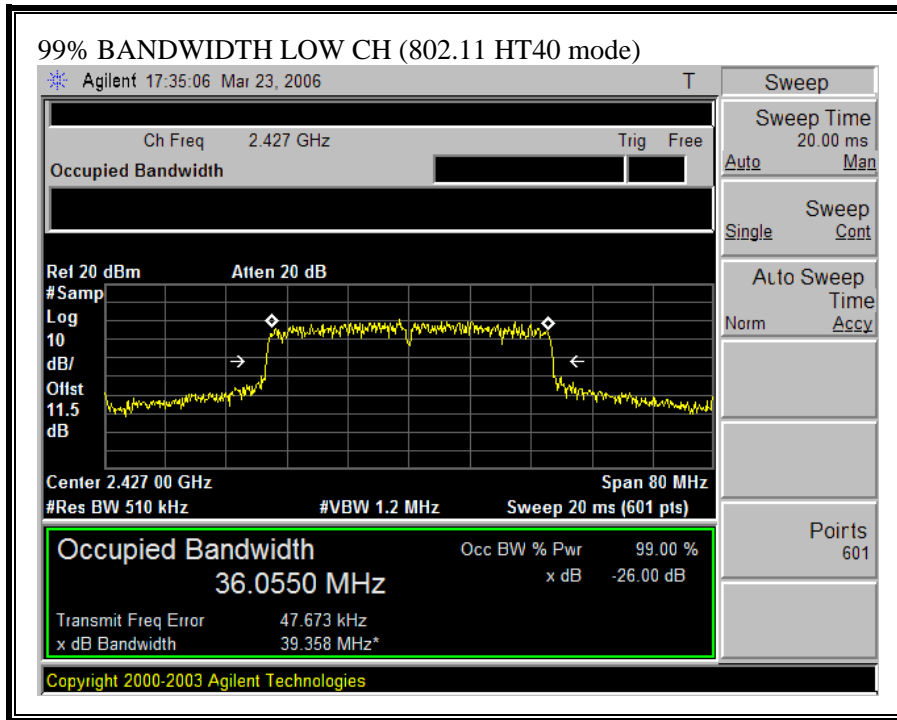 99% BANDWIDTH LOW CH (802.11 HT40 mode)
Agilent 17:35:06 Mar 23, 2006 T
Sweep
Ch Freq 2.427 GHz Trig Free
Occupied Bandwidth
Sweep Time
20.00 ms
Auto Man
Sweep
Single Cont
Auto Sweep
Time
Norm Accy
Ref 20 dBm Atten 20 dB
#Samp
Log
10
dB/
Offst
11.5
dB
Center 2.427 00 GHz Span 80 MHz
#Res BW 510 kHz #VBW 1.2 MHz Sweep 20 ms (601 pts)
Occupied Bandwidth
36.0550 MHz
Occ BW % Pwr 99.00 %
x dB -26.00 dB
Transmit Freq Error 47.673 kHz
x dB Bandwidth 39.358 MHz*
Points
601
Copyright 2000-2003 Agilent Technologies